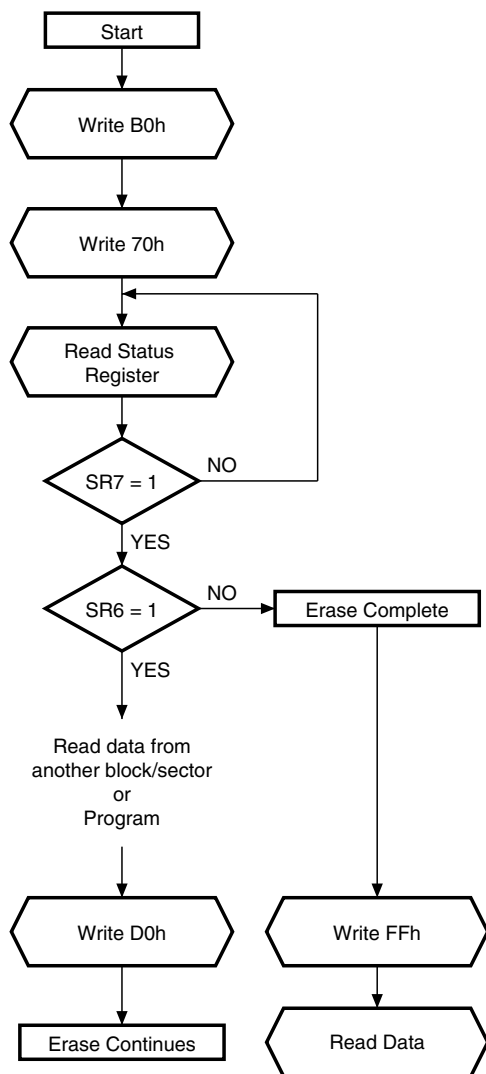 Start
Write B0h
Write 70h
Read Status
Register
SR7 = 1
NO
YES
SR6 = 1
NO
Erase Complete
YES
Read data from
another block/sector
or
Program
Write D0h
Write FFh
Erase Continues
Read Data